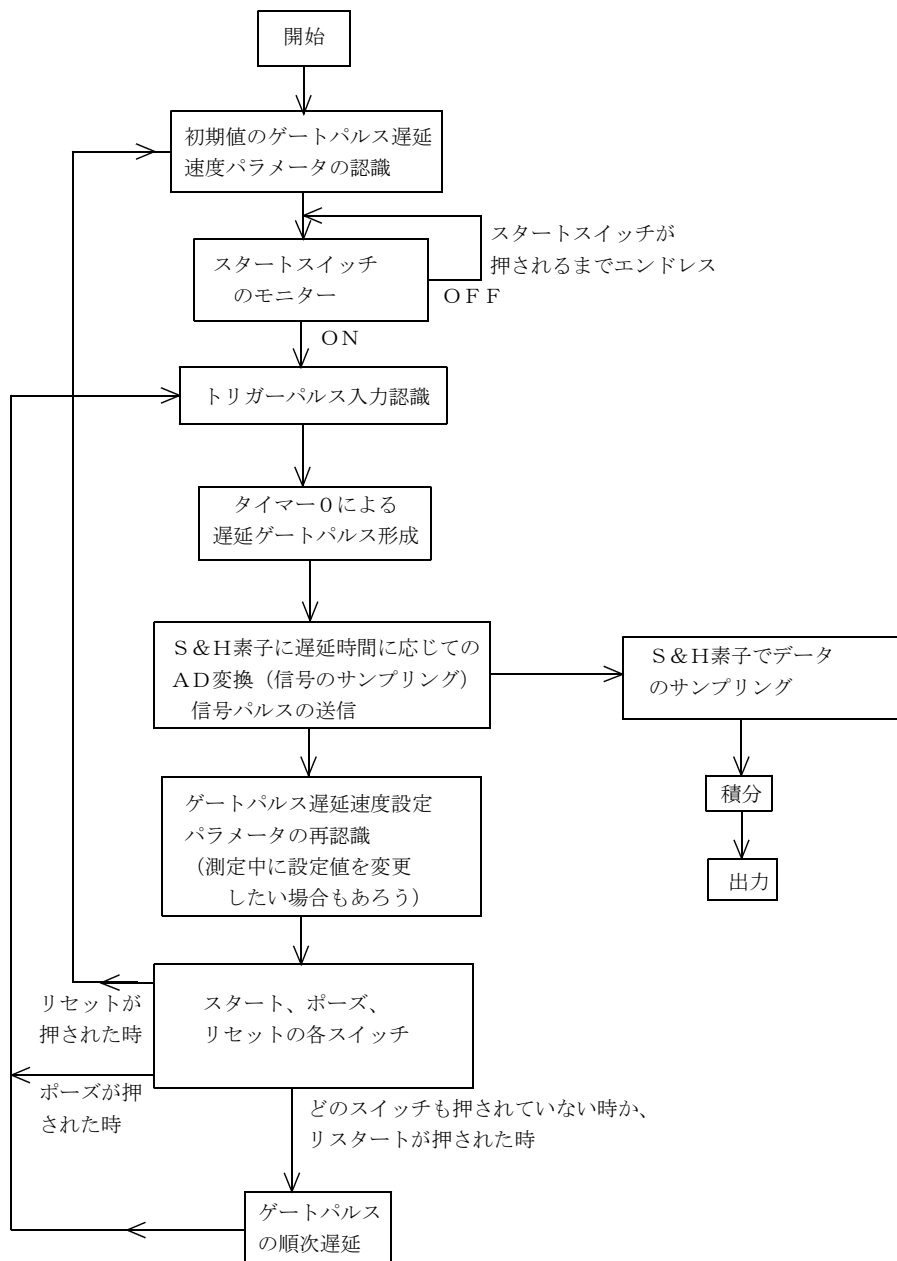 開始
初期値のゲートパルス遅延
速度パラメータの認識
スタートスイッチが
押されるまでエンドレス
スタートスイッチ
のモニター
ＯＦＦ
ＯＮ
トリガーパルス入力認識
タイマー０による
遅延ゲートパルス形成
Ｓ＆Ｈ素子に遅延時間に応じての
ＡＤ変換（信号のサンプリング）
信号パルスの送信
Ｓ＆Ｈ素子でデータ
のサンプリング
積分
出力
ゲートパルス遅延速度設定
パラメータの再認識
（測定中に設定値を変更
したい場合もあろう）
リセットが
押された時
スタート、ポーズ、
リセットの各スイッチ
ポーズが押
された時
どのスイッチも押されていない時か、
リスタートが押された時
ゲートパルス
の順次遅延